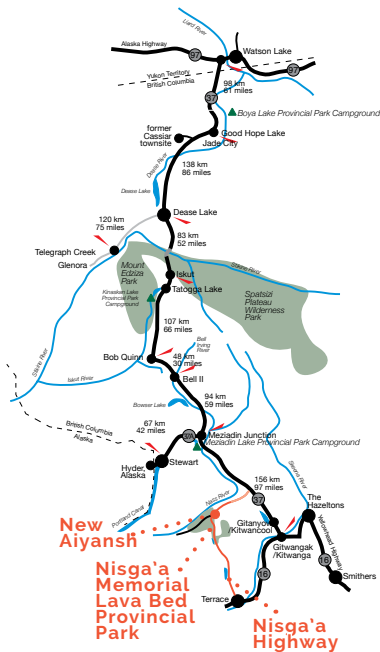 Liard River
Alaska Highway
97
Watson Lake
97
Yukon Territory
British Columbia
98 km
61 miles
37
Boya Lake Provincial Park Campground
former
Cassiar
townsite
Good Hope Lake
Jade City
Dease River
138 km
86 miles
Dease Lake
Dease Lake
120 km
75 miles
83 km
52 miles
Telegraph Creek
Glenora
Mount
Edziza
Park
Stikine River
Iskut
Tatogga Lake
Kinaskan Lake
Provincial Park
Campground
Spatsizi
Plateau
Wilderness
Park
107 km
66 miles
Stikine River
Bell
Irving
River
Bob Quinn
48 km
30 miles
Iskut River
Bell II
94 km
59 miles
Bowser Lake
British Columbia
Alaska
67 km
42 miles
37A
Meziadin Junction
Meziadin Lake Provincial Park Campground
Stewart
Hyder,
Alaska
156 km
97 miles
Skeena River
Portland Canal
Nass River
37
The
Hazeltons
Yellowhead Highway
New
Aiyansh
Gitanyow
/Kitwancool
Gitwangak
/Kitwanga
16
Smithers
Nisga'a
Memorial
Lava Bed
Provincial
Park
16
Terrace
Nisga'a
Highway